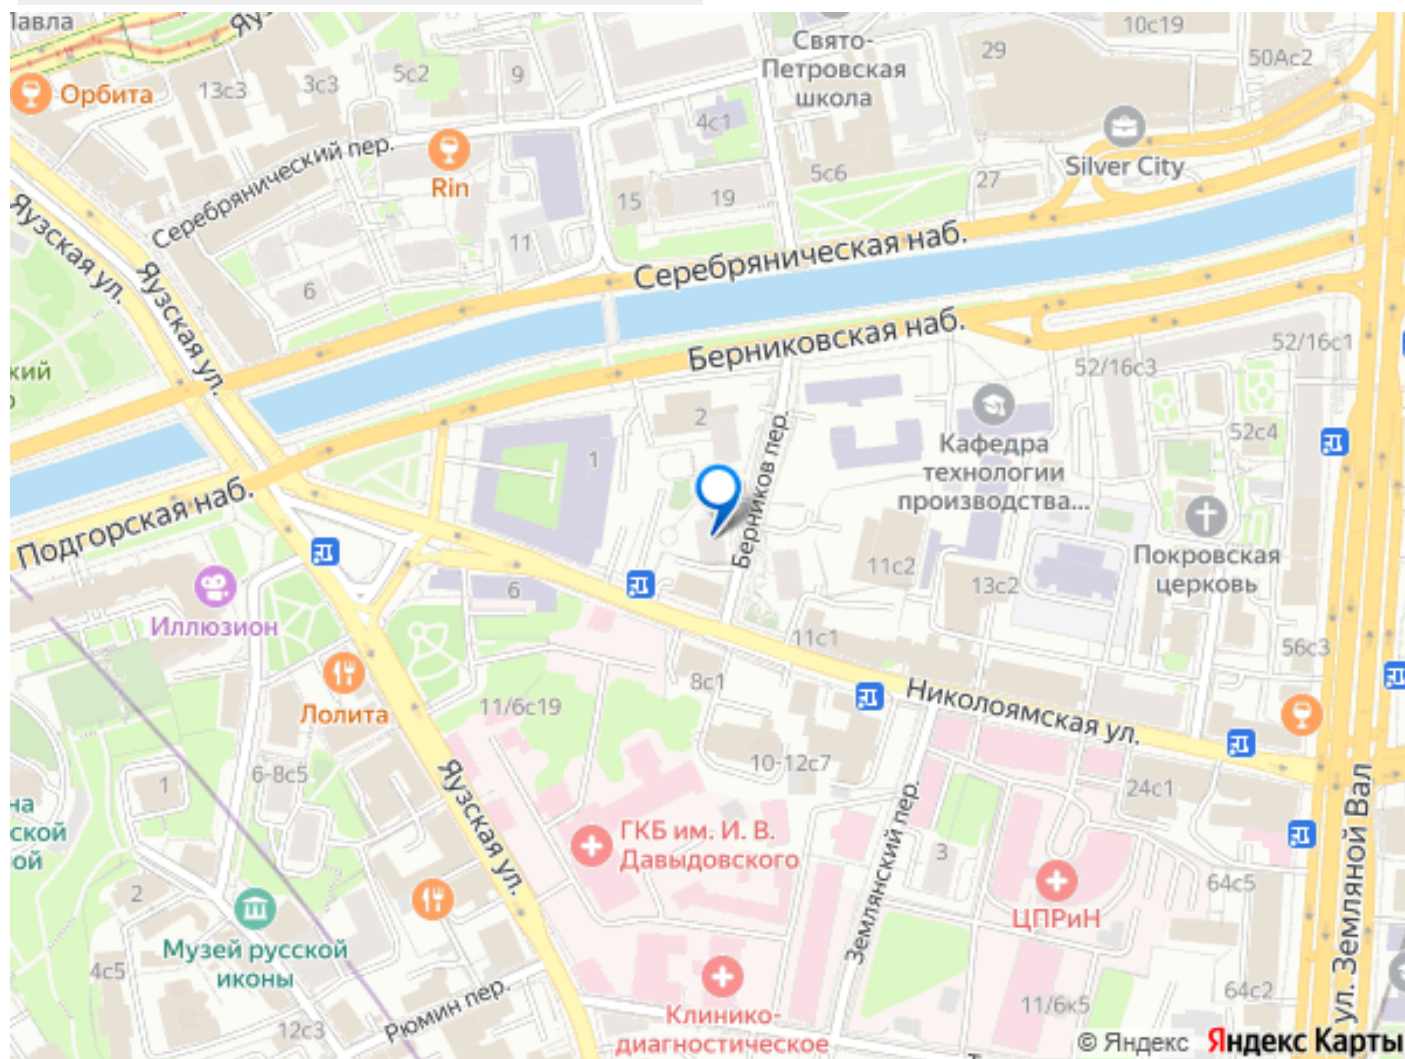 Павла
Яуз
10с19
Свято-
Петровская
школа
29
50Ас2
Орбита
13с3
3с3
5с2
9
4с1
Silver City
Серебрянический пер.
Rin
5с6
27
15
19
11
6
Яузская ул.
Яузская ул.
Серебряническая наб.
Берниковская наб.
кий
52/16с1
52/16с3
2
Кафедра
технологии
производства...
52с4
1
Берников пер.
Подгорская наб.
Покровская
церковь
11с2
13с2
6
Иллюзион
11с1
56с3
8с1
Николоямская ул.
Лолита
11/6с19
6-8с5
1
10-12с7
24с1
на
ской
ой
Яузская ул.
ГКБ им. И. В.
Давыдовского
Землянский пер.
3
ЦПРиН
64с5
ул. Земляной Вал
2
Музей русской
иконы
4с5
Рюмин пер.
12с3
Клинико-
диагностическое
11/6к5
64с2
© Яндекс Яндекс Карты